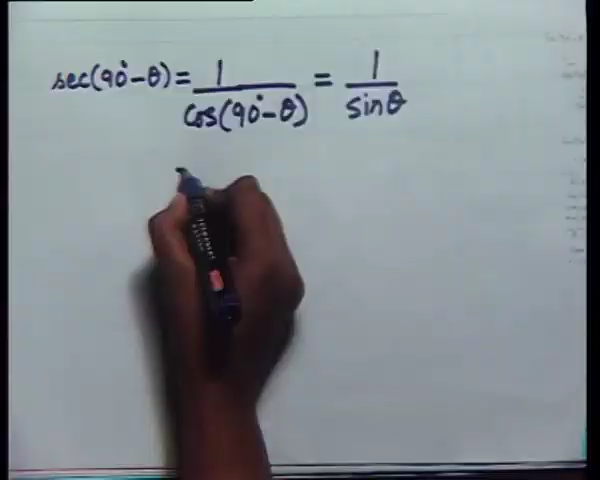 sec(90°-θ) = 1/cos(90°-θ) = 1/sinθ